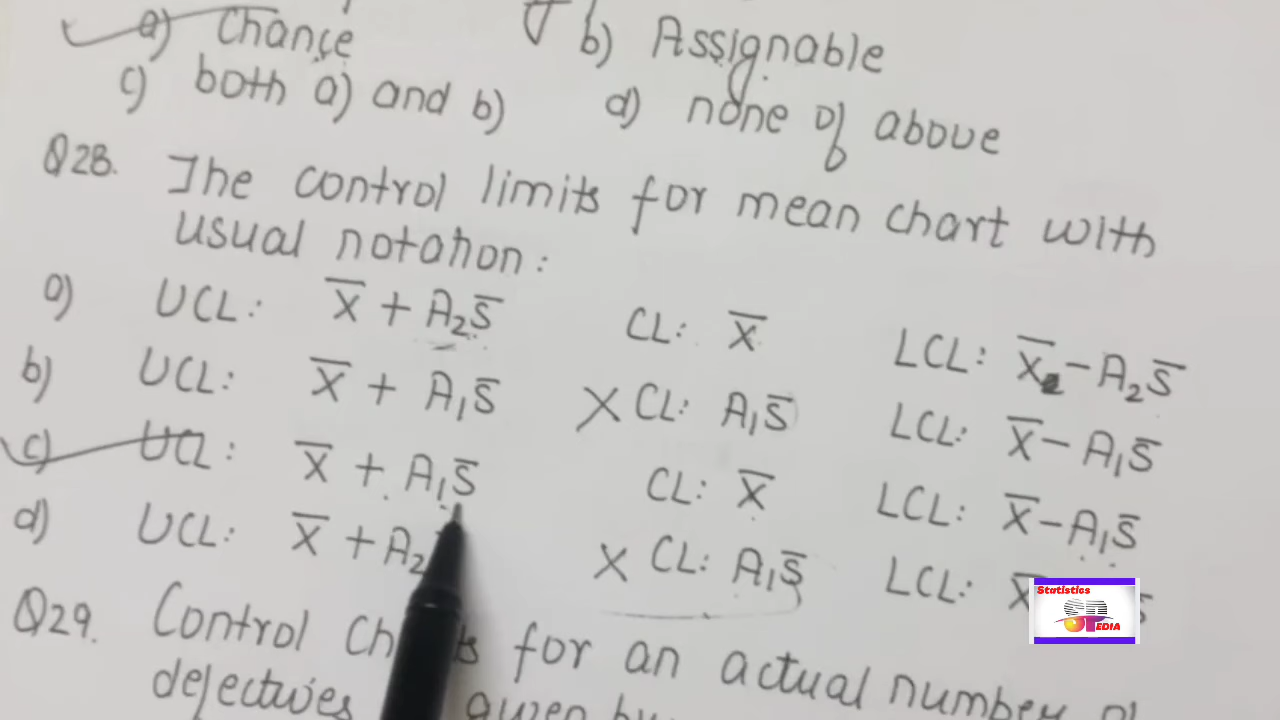 a) Chance b) Assignable
c) both a) and b) d) none of above
Q28. The control limits for mean chart with
usual notation:
a) UCL: X̅ + A₂S̅ CL: X̅ LCL: X̅ - A₂S̅
b) UCL: X̅ + A₁S̅ X CL: A₁S̅ LCL: X̅ - A₁S̅
c) UCL: X̅ + A₁S̅ CL: X̅ LCL: X̅ - A₁S̅
d) UCL: X̅ + A₂ X CL: A₁S̅ LCL: X̅
Q29. Control for an actual number
defectives given
Statistics
PEDIA